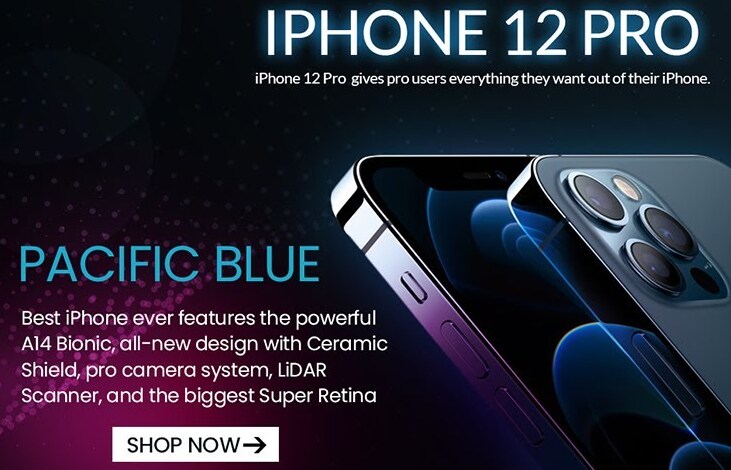 IPHONE 12 PRO
iPhone 12 Pro gives pro users everything they want out of their iPhone.
PACIFIC BLUE
Best iPhone ever features the powerful
A14 Bionic, all-new design with Ceramic
Shield, pro camera system, LiDAR
Scanner, and the biggest Super Retina
SHOP NOW→